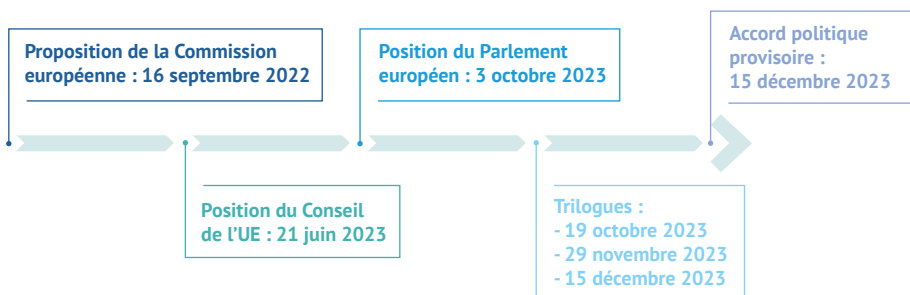 Proposition de la Commission
européenne : 16 septembre 2022
Position du Conseil
de l'UE : 21 juin 2023
Position du Parlement
européen : 3 octobre 2023
Trilogues :
- 19 octobre 2023
- 29 novembre 2023
- 15 décembre 2023
Accord politique
provisoire :
15 décembre 2023